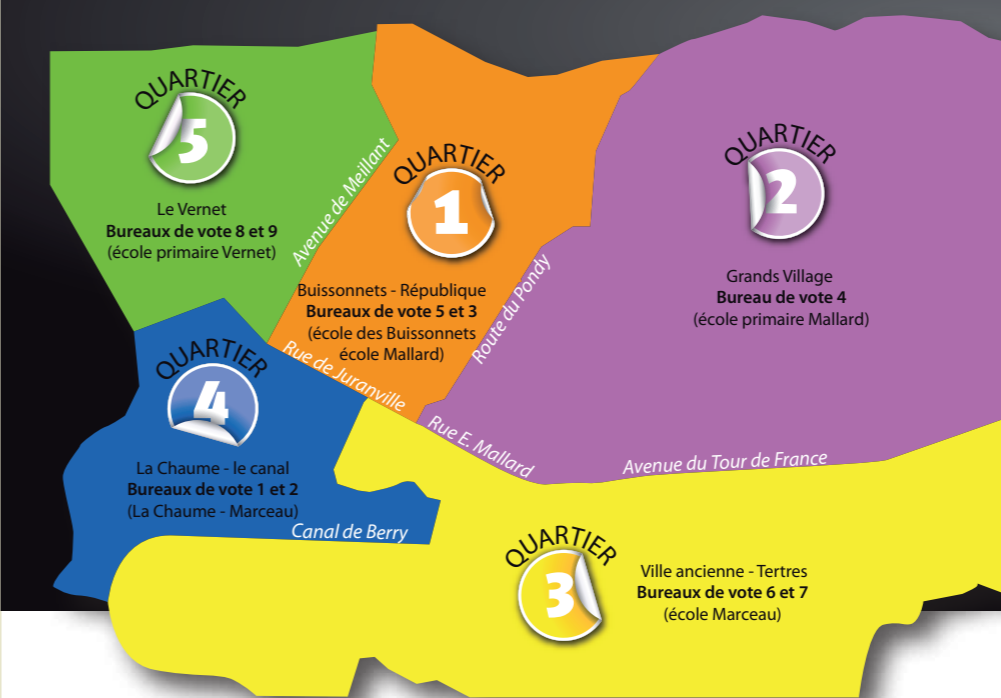 QUARTIER
5
Le Vernet
Bureaux de vote 8 et 9
(école primaire Vernet)
Avenue de Meillant
QUARTIER
1
Buissonnets - République
Bureaux de vote 5 et 3
(école des Buissonnets
école Mallard)
Route du Pondy
QUARTIER
2
Grands Village
Bureau de vote 4
(école primaire Mallard)
Rue de Juranville
QUARTIER
4
La Chaume - le canal
Bureaux de vote 1 et 2
(La Chaume - Marceau)
Rue E. Mallard
Avenue du Tour de France
Canal de Berry
QUARTIER
3
Ville ancienne - Tertres
Bureaux de vote 6 et 7
(école Marceau)